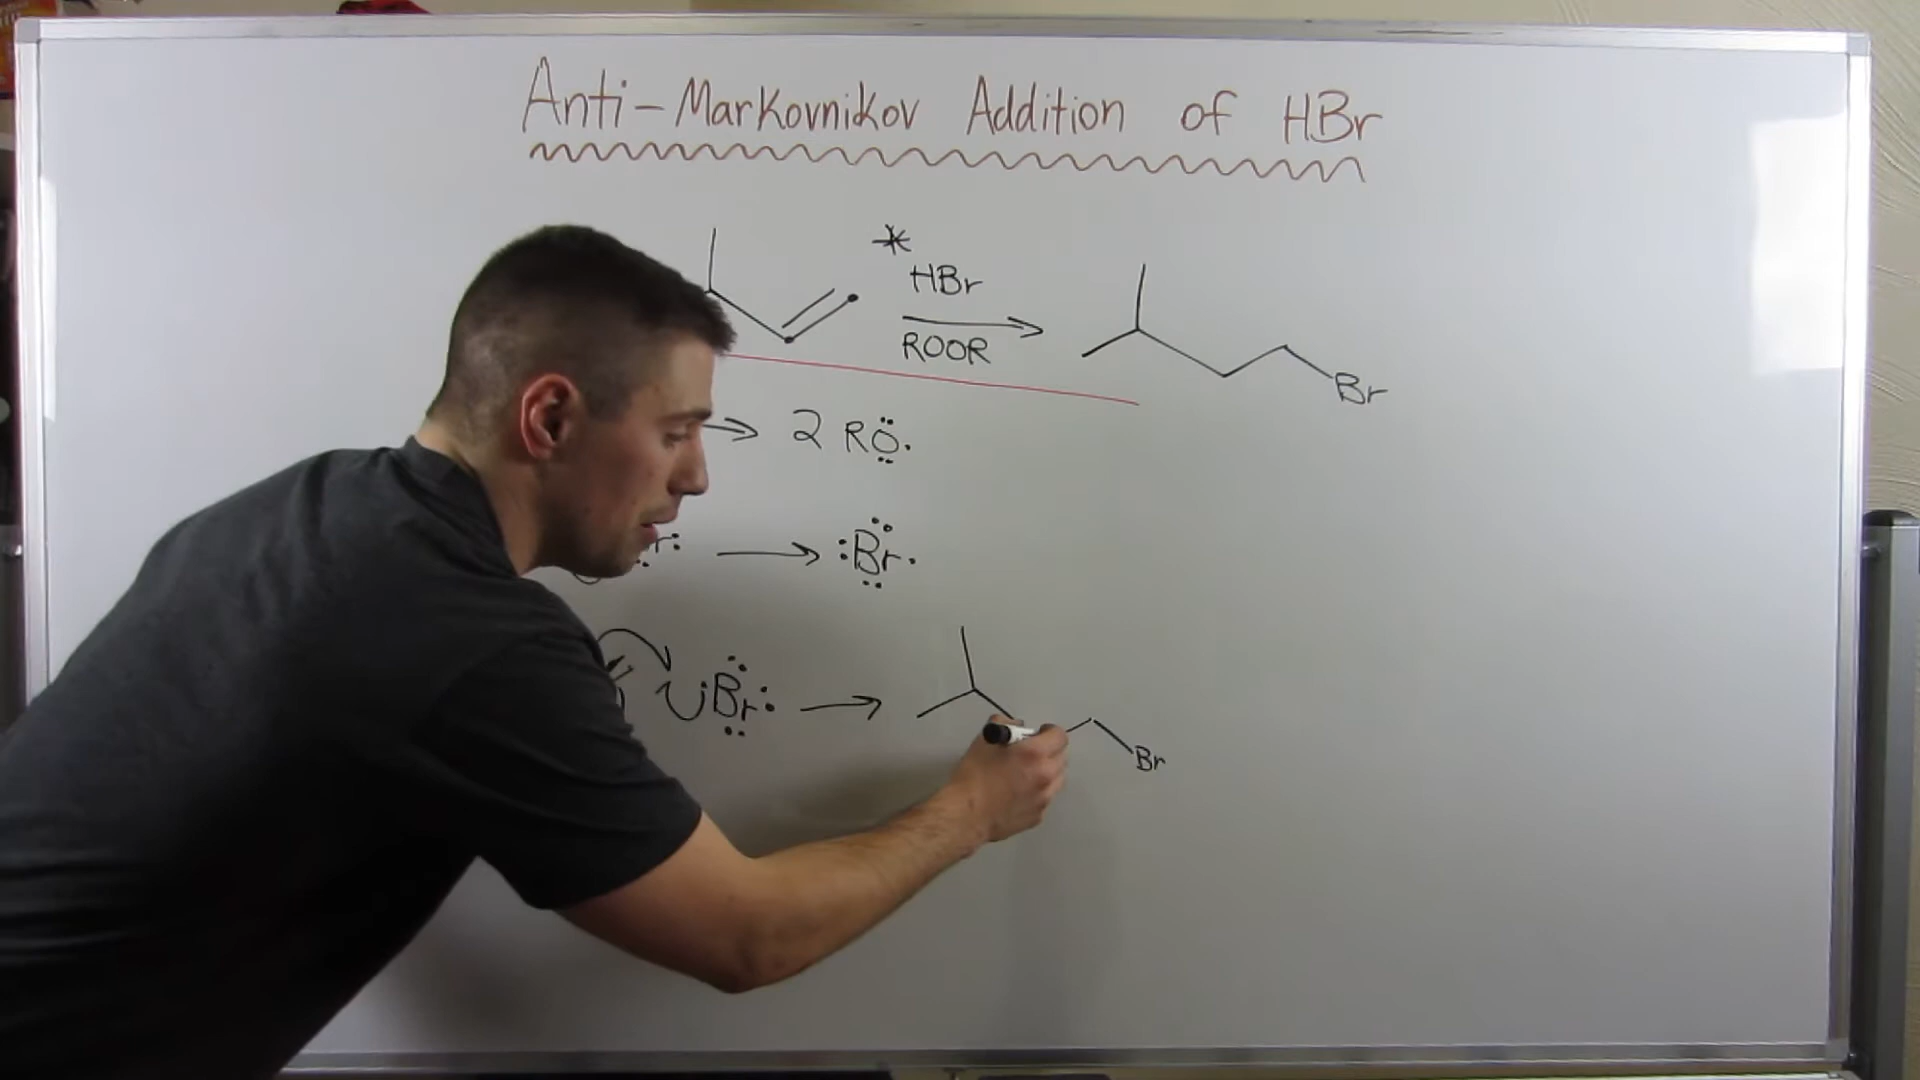 Anti-Markovnikov Addition of HBr
*
HBr
ROOR
Br
2 RÖ.
r: → :Br.
:Br: →
Br